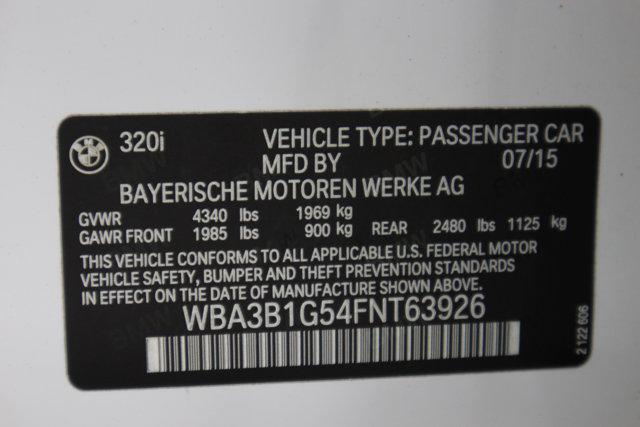 320i VEHICLE TYPE: PASSENGER CAR
MFD BY 07/15
BAYERISCHE MOTOREN WERKE AG
GVWR 4340 lbs 1969 kg
GAWR FRONT 1985 lbs 900 kg REAR 2480 lbs 1125 kg
THIS VEHICLE CONFORMS TO ALL APPLICABLE U.S. FEDERAL MOTOR
VEHICLE SAFETY, BUMPER AND THEFT PREVENTION STANDARDS
IN EFFECT ON THE DATE OF MANUFACTURE SHOWN ABOVE.
WBA3B1G54FNT63926
2 122 606